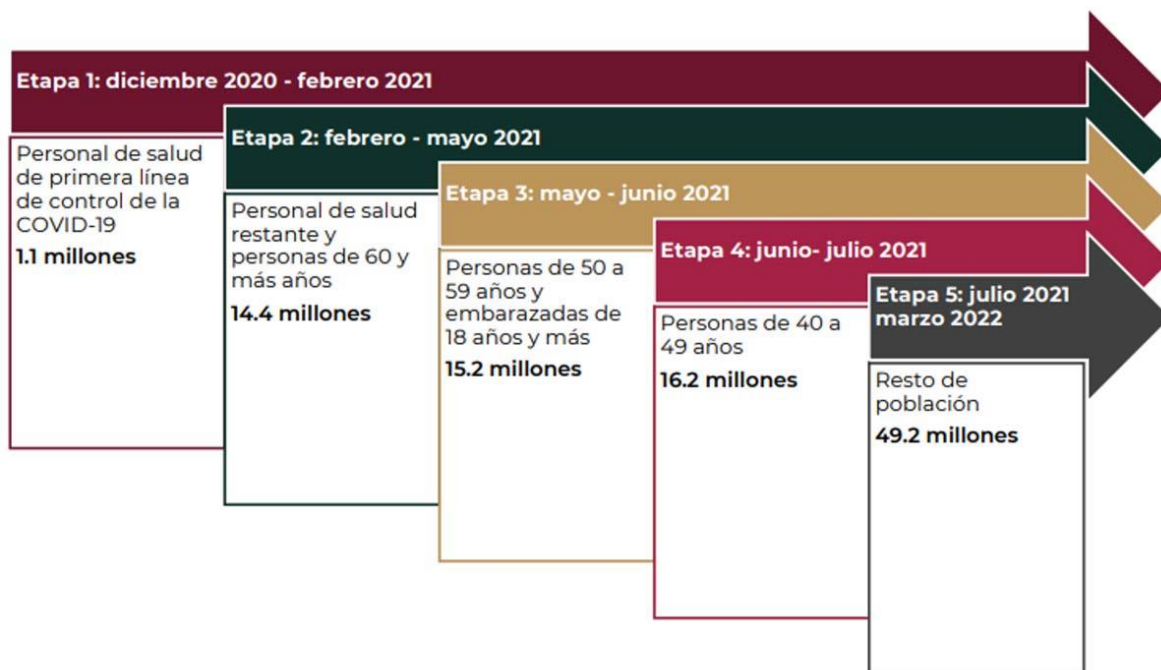 Etapa 1: diciembre 2020 - febrero 2021
Personal de salud
de primera línea
de control de la
COVID-19
1.1 millones
Etapa 2: febrero - mayo 2021
Personal de salud
restante y
personas de 60 y
más años
14.4 millones
Etapa 3: mayo - junio 2021
Personas de 50 a
59 años y
embarazadas de
18 años y más
15.2 millones
Etapa 4: junio- julio 2021
Personas de 40 a
49 años
16.2 millones
Etapa 5: julio 2021
marzo 2022
Resto de
población
49.2 millones